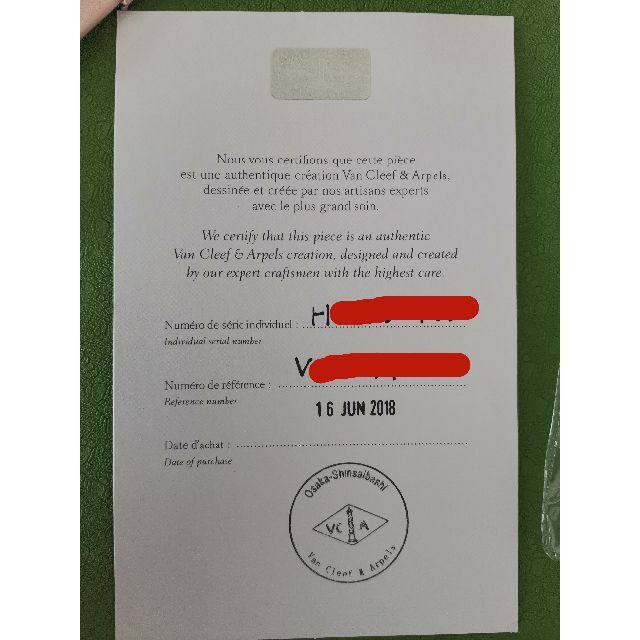 Nous vous certifions que cette pièce
est une authentique création Van Cleef & Arpels,
dessinée et créée par nos artisans experts
avec le plus grand soin.
We certify that this piece is an authentic
Van Cleef & Arpels creation, designed and created
by our expert craftsmen with the highest care.
Numéro de série individuel : H
Individual serial number
Numéro de référence : V
Reference number
16 JUN 2018
Date d'achat :
Date of purchase
Osaka-Shinsaibashi
VC A
Van Cleef & Arpels